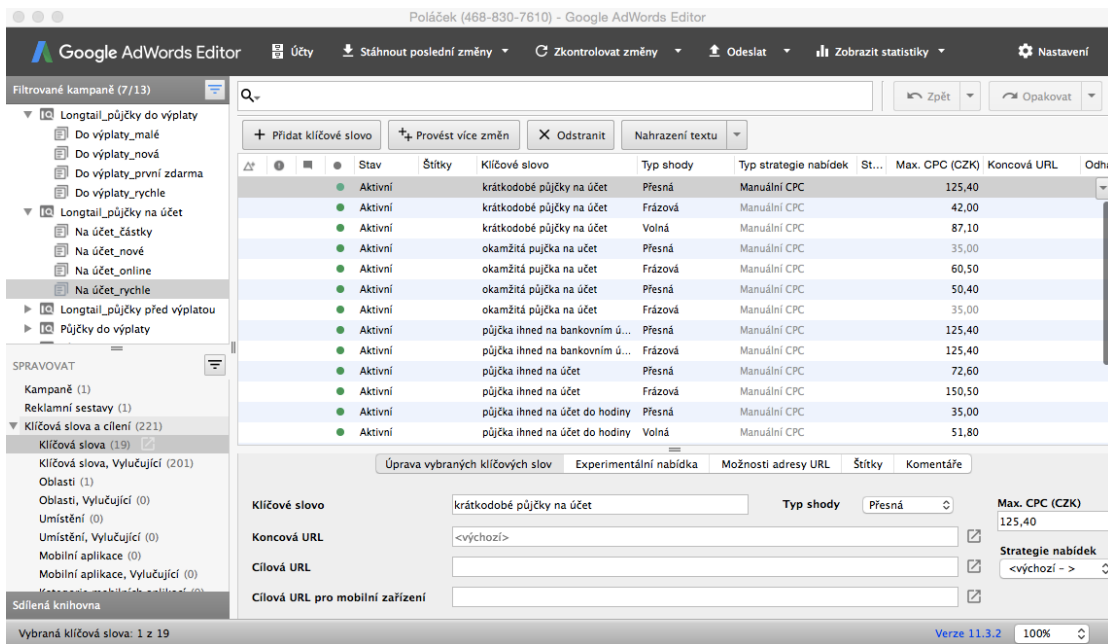 Poláček (468-830-7610) - Google AdWords Editor
Google AdWords Editor Účty Stáhnout poslední změny Zkontrolovat změny Odeslat Zobrazit statistiky Nastavení
Filtrované kampaně (7/13)
Zpět Opakovat
Longtail_půjčky do výplaty
Do výplaty_malé
Do výplaty_nová
Do výplaty_první zdarma
Do výplaty_rychle
Longtail_půjčky na účet
Na účet_částky
Na účet_nové
Na účet_online
Na účet_rychle
Longtail_půjčky před výplatou
Půjčky do výplaty
SPRAVOVAT
Kampaně (1)
Reklamní sestavy (1)
Klíčová slova a cílení (221)
Klíčová slova (19)
Klíčová slova, Vylučující (201)
Oblasti (1)
Oblasti, Vylučující (0)
Umístění (0)
Umístění, Vylučující (0)
Mobilní aplikace (0)
Mobilní aplikace, Vylučující (0)
Sdílená knihovna
Přidat klíčové slovo Provést více změn Odstranit Nahrazení textu
Stav Štítky Klíčové slovo Typ shody Typ strategie nabídek St... Max. CPC (CZK) Koncová URL Odha
Aktivní krátkodobé půjčky na účet Přesná Manuální CPC 125,40
Aktivní krátkodobé půjčky na účet Frázová Manuální CPC 42,00
Aktivní krátkodobé půjčky na účet Volná Manuální CPC 87,10
Aktivní okamžitá pujčka na učet Přesná Manuální CPC 35,00
Aktivní okamžitá pujčka na učet Frázová Manuální CPC 60,50
Aktivní okamžitá půjčka na účet Přesná Manuální CPC 50,40
Aktivní okamžitá půjčka na účet Frázová Manuální CPC 35,00
Aktivní půjčka ihned na bankovním ú... Přesná Manuální CPC 125,40
Aktivní půjčka ihned na bankovním ú... Frázová Manuální CPC 125,40
Aktivní půjčka ihned na účet Přesná Manuální CPC 72,60
Aktivní půjčka ihned na účet Frázová Manuální CPC 150,50
Aktivní půjčka ihned na účet do hodiny Přesná Manuální CPC 35,00
Aktivní půjčka ihned na účet do hodiny Volná Manuální CPC 51,80
Úprava vybraných klíčových slov Experimentální nabídka Možnosti adresy URL Štítky Komentáře
Klíčové slovo krátkodobé půjčky na účet Typ shody Přesná Max. CPC (CZK)
125,40
Koncová URL <výchozí>
Strategie nabídek
Cílová URL <výchozí - >
Cílová URL pro mobilní zařízení
Vybraná klíčová slova: 1 z 19 Verze 11.3.2 100%